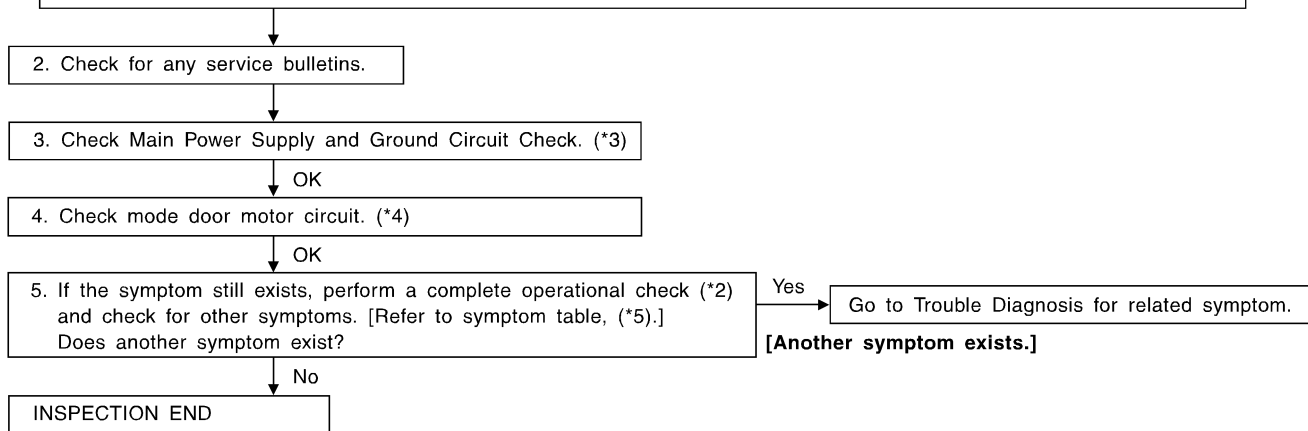 2. Check for any service bulletins.
3. Check Main Power Supply and Ground Circuit Check. (*3)
OK
4. Check mode door motor circuit. (*4)
OK
5. If the symptom still exists, perform a complete operational check (*2)
and check for other symptoms. [Refer to symptom table, (*5).]
Does another symptom exist?
Yes
Go to Trouble Diagnosis for related symptom.
[Another symptom exists.]
No
INSPECTION END